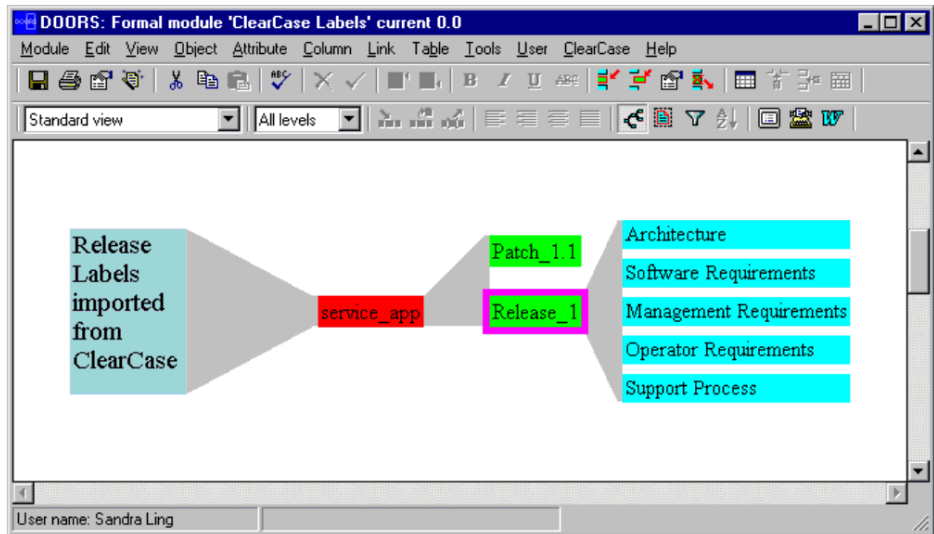 DOORS: Formal module 'ClearCase Labels' current 0.0
Module Edit View Object Attribute Column Link Table Tools User ClearCase Help
ABC B I U ABC
Standard view All levels A Z W
Release
Labels
imported
from
ClearCase
service_app
Patch_1.1
Release_1
Architecture
Software Requirements
Management Requirements
Operator Requirements
Support Process
User name: Sandra Ling